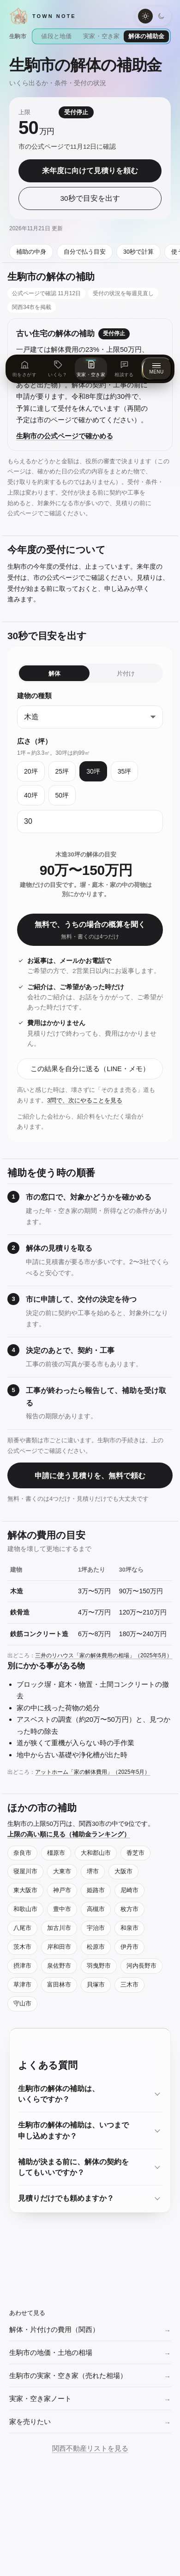 TOWN NOTE
生駒市
値段と地価
実家・空き家
解体の補助金
生駒市の解体の補助金
いくら出るか・条件・受付の状況
上限
受付停止
50万円
市の公式ページで11月12日に確認
来年度に向けて見積りを頼む
30秒で目安を出す
2026年11月21日 更新
補助の中身
自分で払う目安
30秒で計算
生駒市の解体の補助
公式ページで確認 11月12日
受付の状況を毎週見直し
関西34市を掲載
古い住宅の解体の補助
受付停止
一戸建ては解体費用の23%・上限50万円、
街をさがす
いくら？
実家・空き家
相談する
MENU
申請が要ります。令和8年度は約30件で、
予算に達して受付を休んでいます（再開の
予定は市のページで確かめてください）。
生駒市の公式ページで確かめる
もらえるかどうかと金額は、役所の審査で決まります（この
ページは、確かめた日の公式の内容をまとめた物で、
受け取りを約束するものではありません）。受付・条件・
上限は変わります。交付が決まる前に契約や工事を
始めると、対象外になる市が多いので、見積りの前に
公式ページでご確認ください。
今年度の受付について
生駒市の今年度の受付は、止まっています。来年度の
受付は、市の公式ページでご確認ください。見積りは、
受付が始まる前に取っておくと、申し込みが早く
進みます。
30秒で目安を出す
解体
片付け
建物の種類
木造
広さ（坪）
1坪＝約3.3㎡。30坪は約99㎡
20坪
25坪
30坪
35坪
40坪
50坪
30
木造30坪の解体の目安
90万〜150万円
建物だけの目安です。塀・庭木・家の中の荷物は
別にかかります。
無料で、うちの場合の概算を聞く
無料・書くのは4つだけ
お返事は、メールかお電話で
ご希望の方で、2営業日以内にお返事します。
ご紹介は、ご希望があった時だけ
会社のご紹介は、お話をうかがって、ご希望が
あった時だけです。
費用はかかりません
見積りだけで終わっても、費用はかかりませ
ん。
この結果を自分に送る（LINE・メモ）
高いと感じた時は、壊さずに「そのまま売る」道も
あります。3問で、次にやることを見る
ご紹介した会社から、紹介料をいただく場合が
あります。
補助を使う時の順番
1 市の窓口で、対象かどうかを確かめる
建った年・空き家の期間・所得などの条件があり
ます。
2 解体の見積りを取る
申請に見積書が要る市が多いです。2〜3社でくら
べると安心です。
3 市に申請して、交付の決定を待つ
決定の前に契約や工事を始めると、対象外になり
ます。
4 決定のあとで、契約・工事
工事の前後の写真が要る市もあります。
5 工事が終わったら報告して、補助を受け取
る
報告の期限があります。
順番や書類は市ごとに違います。生駒市の手続きは、上の
公式ページでご確認ください。
申請に使う見積りを、無料で頼む
無料・書くのは4つだけ・見積りだけでも大丈夫です
解体の費用の目安
建物を壊して更地にするまで
建物 1坪あたり 30坪なら
木造 3万〜5万円 90万〜150万円
鉄骨造 4万〜7万円 120万〜210万円
鉄筋コンクリート造 6万〜8万円 180万〜240万円
出どころ：三井のリハウス「家の解体費用の相場」（2025年5月）
別にかかる事がある物
ブロック塀・庭木・物置・土間コンクリートの撤
去
家の中に残った荷物の処分
アスベストの調査（約20万〜50万円）と、見つか
った時の除去
道が狭くて重機が入らない時の手作業
地中から古い基礎や浄化槽が出た時
出どころ：アットホーム「家の解体費用」（2025年5月）
ほかの市の補助
生駒市の上限50万円は、関西30市の中で9位です。
上限の高い順に見る（補助金ランキング）
奈良市
橿原市
大和郡山市
香芝市
寝屋川市
大東市
堺市
大阪市
東大阪市
神戸市
姫路市
尼崎市
和歌山市
豊中市
高槻市
枚方市
八尾市
加古川市
宇治市
和泉市
茨木市
岸和田市
松原市
伊丹市
摂津市
泉佐野市
羽曳野市
河内長野市
草津市
富田林市
貝塚市
三木市
守山市
よくある質問
生駒市の解体の補助は、
いくらですか？
生駒市の解体の補助は、いつまで
申し込めますか？
補助が決まる前に、解体の契約を
してもいいですか？
見積りだけでも頼めますか？
あわせて見る
解体・片付けの費用（関西） →
生駒市の地価・土地の相場 →
生駒市の実家・空き家（売れた相場） →
実家・空き家ノート →
家を売りたい →
関西不動産リストを見る